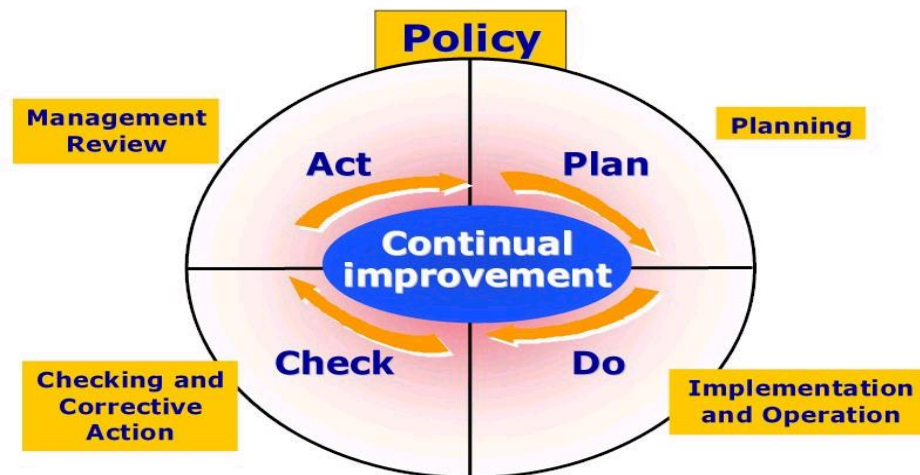 Policy
Management
Review
Planning
Act
Plan
Continual
improvement
Check
Do
Checking and
Corrective
Action
Implementation
and Operation